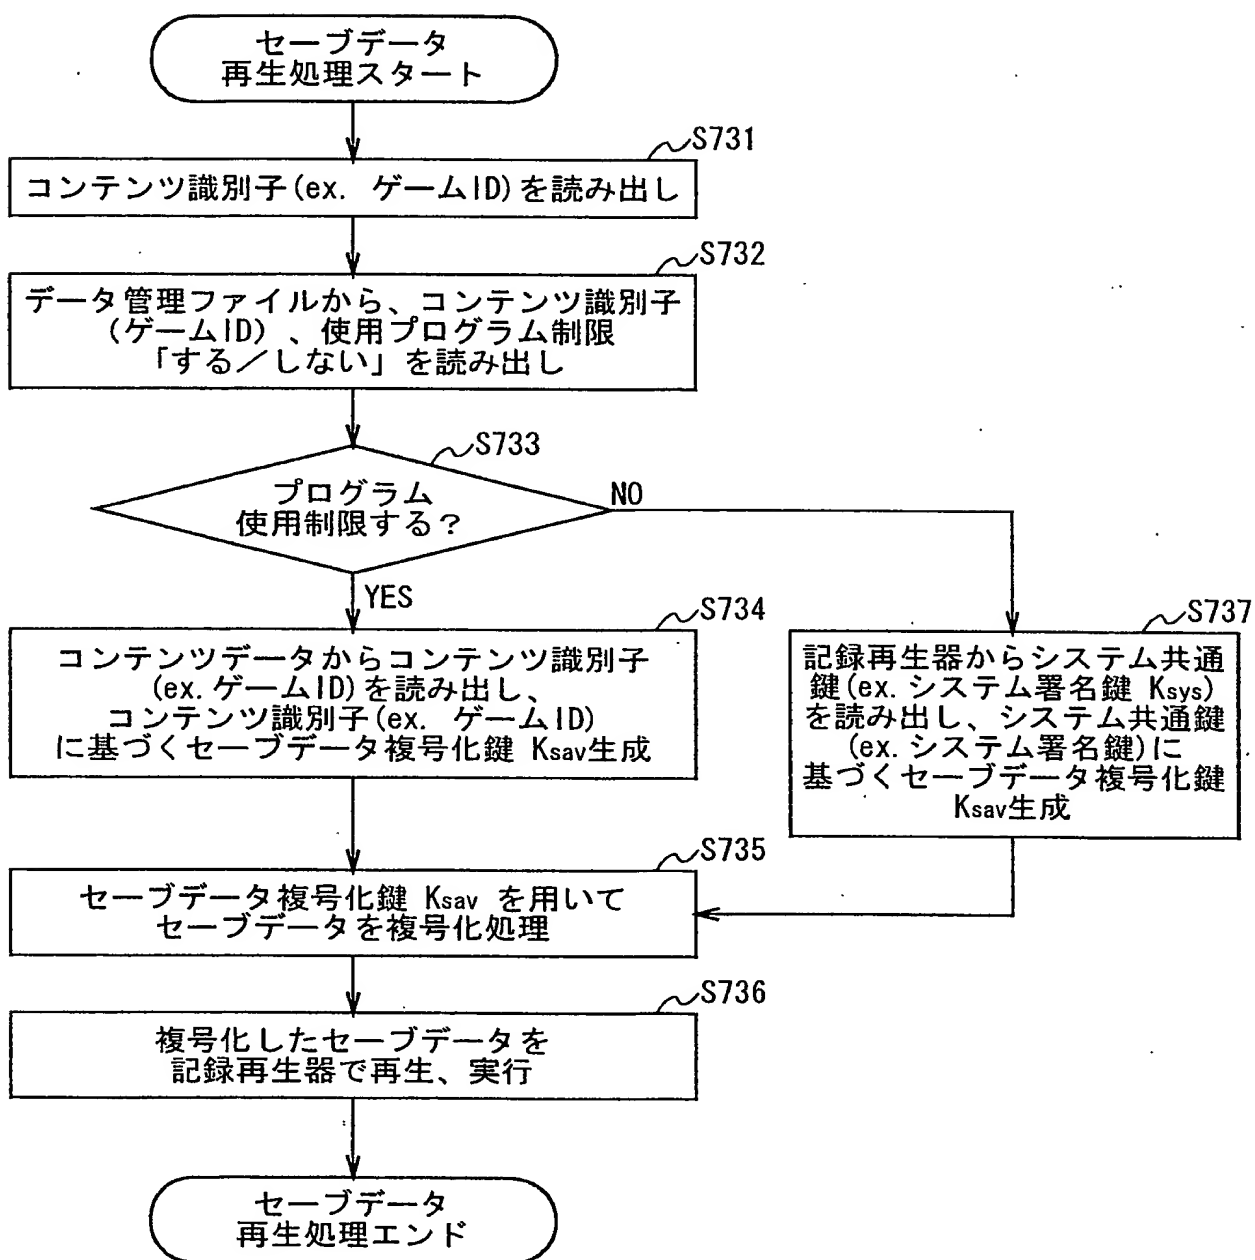 セーブデータ
再生処理スタート
S731
コンテンツ識別子(ex. ゲームID)を読み出し
S732
データ管理ファイルから、コンテンツ識別子
(ゲームID) 、使用プログラム制限
「する／しない」を読み出し
S733
プログラム
使用制限する？
NO
YES
S734
コンテンツデータからコンテンツ識別子
(ex.ゲームID)を読み出し、
コンテンツ識別子(ex. ゲームID)
に基づくセーブデータ複号化鍵 Ksav生成
S737
記録再生器からシステム共通
鍵(ex.システム署名鍵 Ksys)
を読み出し、システム共通鍵
(ex.システム署名鍵)に
基づくセーブデータ複号化鍵
Ksav生成
S735
セーブデータ複号化鍵 Ksav を用いて
セーブデータを複号化処理
S736
複号化したセーブデータを
記録再生器で再生、実行
セーブデータ
再生処理エンド